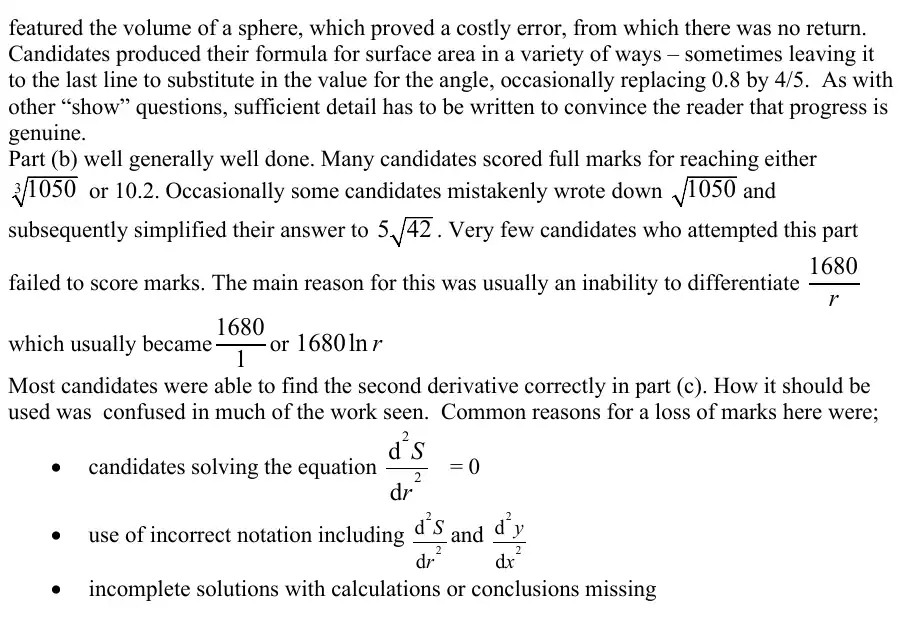 featured the volume of a sphere, which proved a costly error, from which there was no return.
Candidates produced their formula for surface area in a variety of ways – sometimes leaving it
to the last line to substitute in the value for the angle, occasionally replacing 0.8 by 4/5.  As with
other “show” questions, sufficient detail has to be written to convince the reader that progress is
genuine.
Part (b) well generally well done. Many candidates scored full marks for reaching either
∛1050 or 10.2. Occasionally some candidates mistakenly wrote down √1050 and
subsequently simplified their answer to 5√42 . Very few candidates who attempted this part
failed to score marks. The main reason for this was usually an inability to differentiate 1680/r
which usually became 1680/1 or 1680 ln r
Most candidates were able to find the second derivative correctly in part (c). How it should be
used was  confused in much of the work seen.  Common reasons for a loss of marks here were;
• candidates solving the equation d²S/dr² = 0
• use of incorrect notation including d²S/dr² and d²y/dx²
• incomplete solutions with calculations or conclusions missing